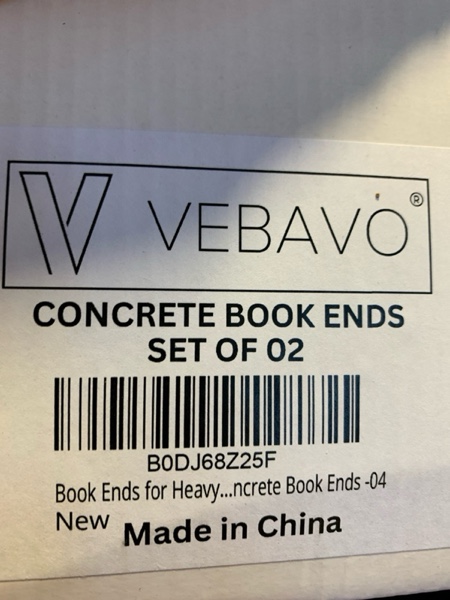 V VEBAVO®
CONCRETE BOOK ENDS
SET OF 02
B0DJ68Z25F
Book Ends for Heavy...ncrete Book Ends -04
New Made in China